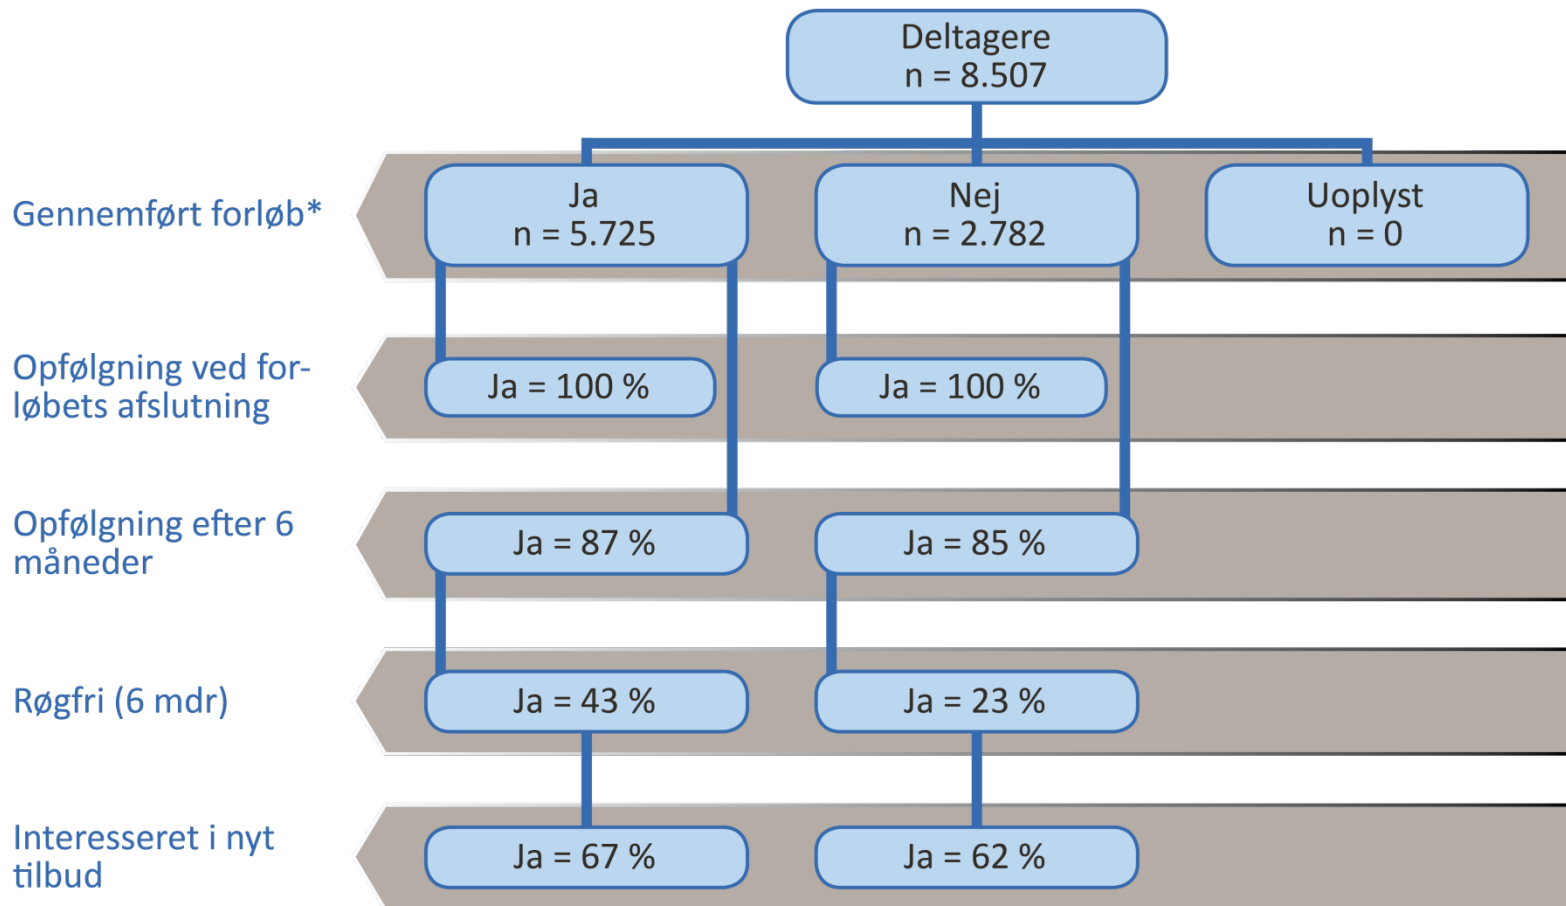 Deltagere
n = 8.507
Gennemført forløb*
Ja
n = 5.725
Nej
n = 2.782
Uoplyst
n = 0
Opfølgning ved for-
løbets afslutning
Ja = 100 %
Ja = 100 %
Opfølgning efter 6
måneder
Ja = 87 %
Ja = 85 %
Røgfri (6 mdr)
Ja = 43 %
Ja = 23 %
Interesseret i nyt
tilbud
Ja = 67 %
Ja = 62 %